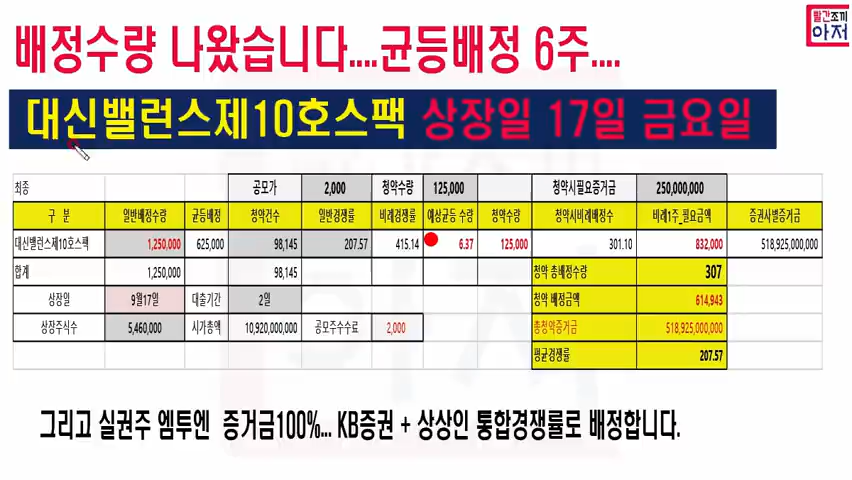 빨간조끼
아저
배정수량 나왔습니다....균등배정 6주....
대신밸런스제10호스팩 상장일 17일 금요일
최종 공모가 2,000 청약수량 125,000 청약시필요증거금 250,000,000
구 분 일반배정수량 균등배정 청약건수 일반경쟁률 비례경쟁률 예상균등 수량 청약수량 청약시비례배정수 비례1주_필요금액 증권사별증거금
대신밸런스제10호스팩 1,250,000 625,000 98,145 207.57 415.14 6.37 125,000 301.10 832,000 518,925,000,000
합계 1,250,000 98,145 청약 총배정수량 307
상장일 9월17일 대출기간 2일 청약 배정금액 614,943
상장주식수 5,460,000 시가총액 10,920,000,000 공모주수수료 2,000 총청약증거금 518,925,000,000
평균경쟁률 207.57
그리고 실권주 엠투엔 증거금100%... KB증권 + 상상인 통합경쟁률로 배정합니다.